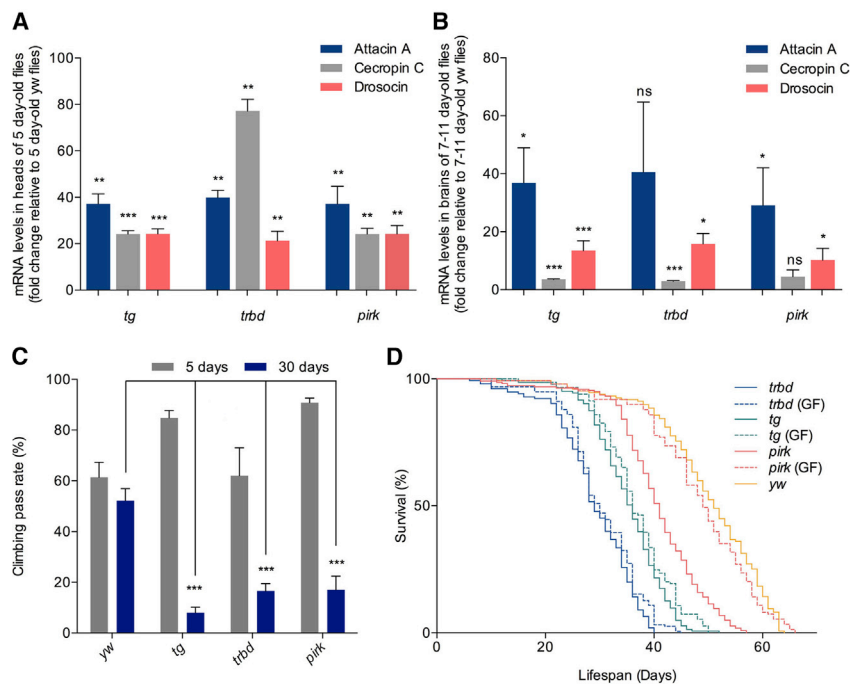 A
mRNA levels in heads of 5 day-old flies
(fold change relative to 5 day-old yw flies)
100
80
60
40
20
0
Attacin A
Cecropin C
Drosocin
**
***
***
**
**
**
**
**
**
tg
trbd
pirk
B
mRNA levels in brains of 7-11 day-old flies
(fold change relative to 7-11 day-old yw flies)
80
60
40
20
0
Attacin A
Cecropin C
Drosocin
*
***
***
ns
***
*
*
ns
*
tg
trbd
pirk
C
5 days
30 days
Climbing pass rate (%)
100
80
60
40
20
0
***
***
***
yw
tg
trbd
pirk
D
Survival (%)
100
50
0
0
20
40
60
Lifespan (Days)
trbd
trbd (GF)
tg
tg (GF)
pirk
pirk (GF)
yw